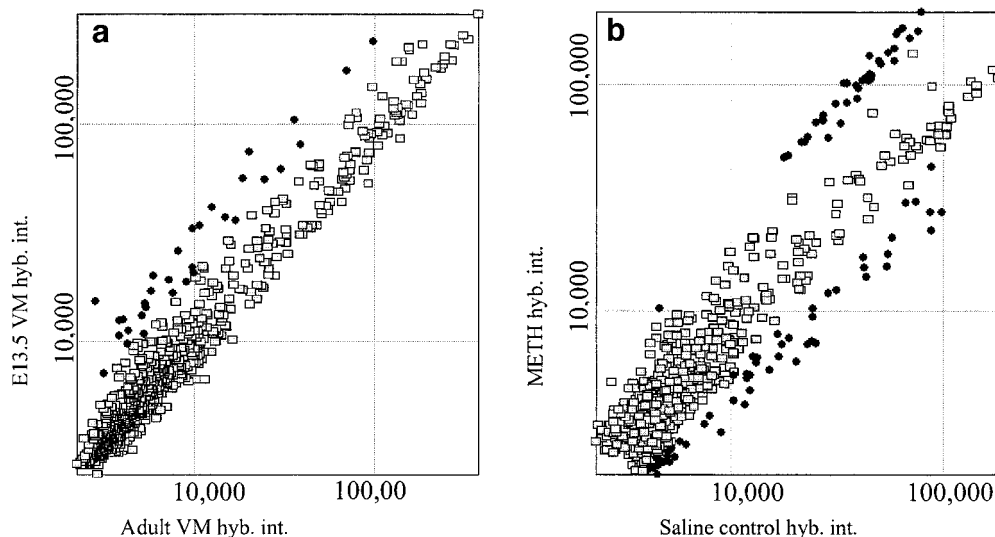 a
E13.5 VM hyb. int.
100,000
10,000
10,000
100,00
Adult VM hyb. int.
b
METH hyb. int.
100,000
10,000
10,000
100,000
Saline control hyb. int.